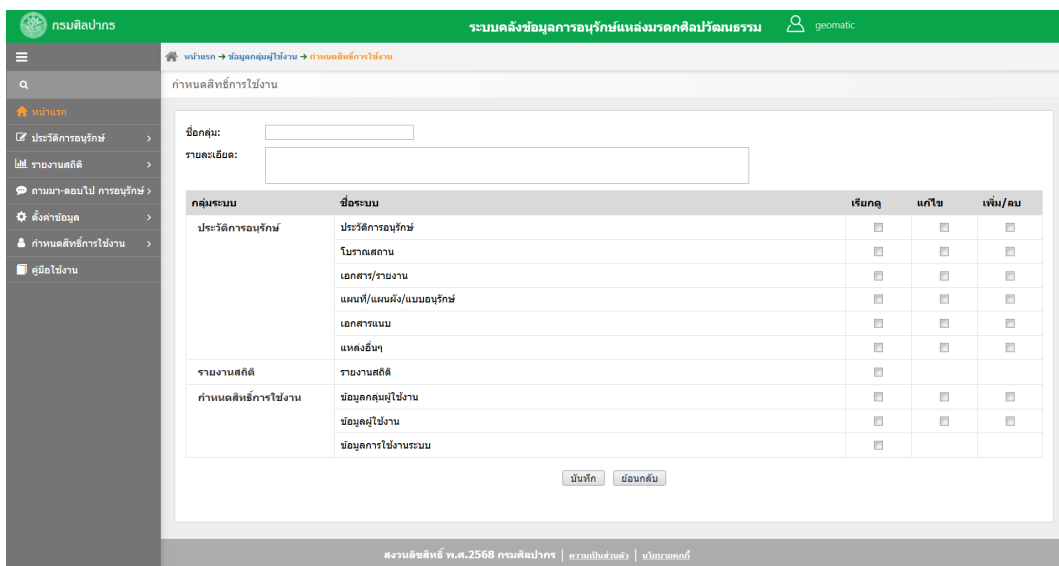 กรมศิลปากร
ระบบคลังข้อมูลการอนุรักษ์แหล่งมรดกศิลปวัฒนธรรม
geomatic
หน้าแรก → ข้อมูลกลุ่มผู้ใช้งาน → กำหนดสิทธิ์การใช้งาน
กำหนดสิทธิ์การใช้งาน
หน้าแรก
ประวัติการอนุรักษ์
รายงานสถิติ
ถามมา-ตอบไป การอนุรักษ์
ตั้งค่าข้อมูล
กำหนดสิทธิ์การใช้งาน
คู่มือใช้งาน
ชื่อกลุ่ม:
รายละเอียด:
กลุ่มระบบ ชื่อระบบ เรียกดู แก้ไข เพิ่ม/ลบ
ประวัติการอนุรักษ์ ประวัติการอนุรักษ์
โบราณสถาน
เอกสาร/รายงาน
แผนที่/แผนผัง/แบบอนุรักษ์
เอกสารแนบ
แหล่งอื่นๆ
รายงานสถิติ รายงานสถิติ
กำหนดสิทธิ์การใช้งาน ข้อมูลกลุ่มผู้ใช้งาน
ข้อมูลผู้ใช้งาน
ข้อมูลการใช้งานระบบ
บันทึก ย้อนกลับ
สงวนลิขสิทธิ์ พ.ศ.2568 กรมศิลปากร | ความเป็นส่วนตัว | นโยบายคุกกี้